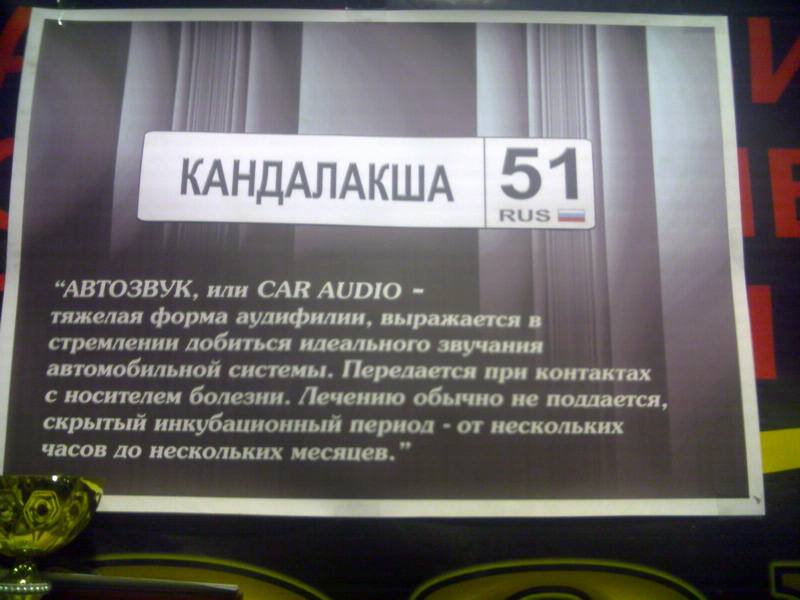 КАНДАЛАКША 51
RUS
“АВТОЗВУК, или CAR AUDIO -
тяжелая форма аудифилии, выражается в
стремлении добиться идеального звучания
автомобильной системы. Передается при контактах
с носителем болезни. Лечению обычно не поддается,
скрытый инкубационный период - от нескольких
часов до нескольких месяцев.”